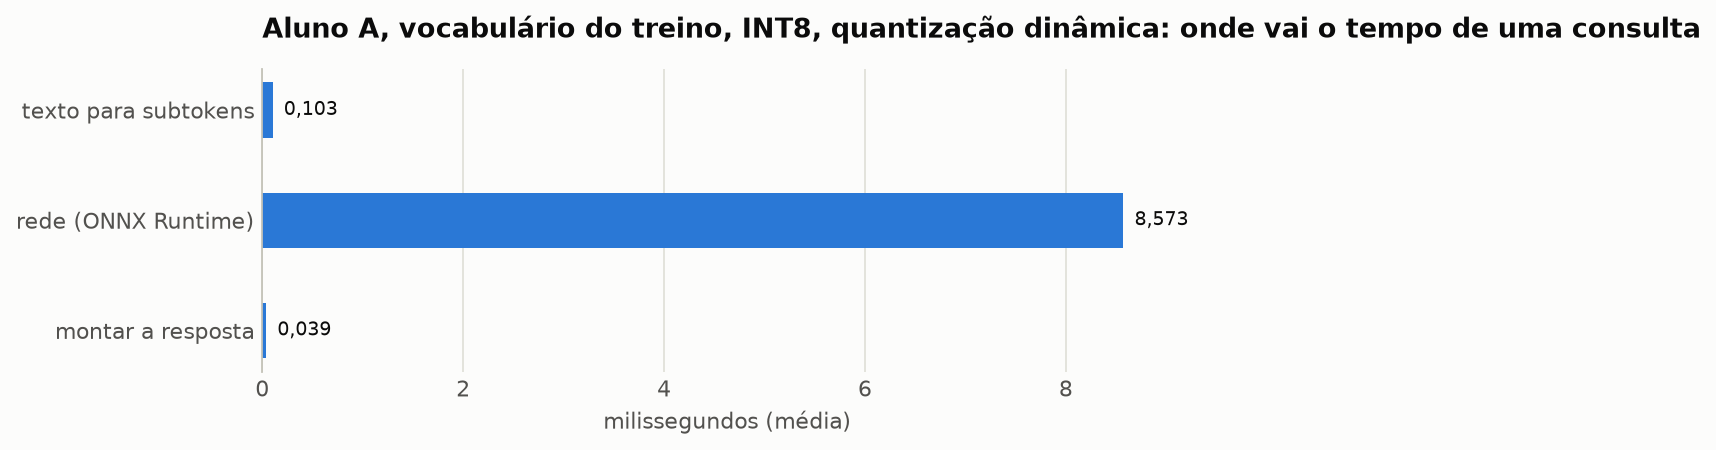 Aluno A, vocabulário do treino, INT8, quantização dinâmica: onde vai o tempo de uma consulta
texto para subtokens 0,103
rede (ONNX Runtime) 8,573
montar a resposta 0,039
0 2 4 6 8
milissegundos (média)